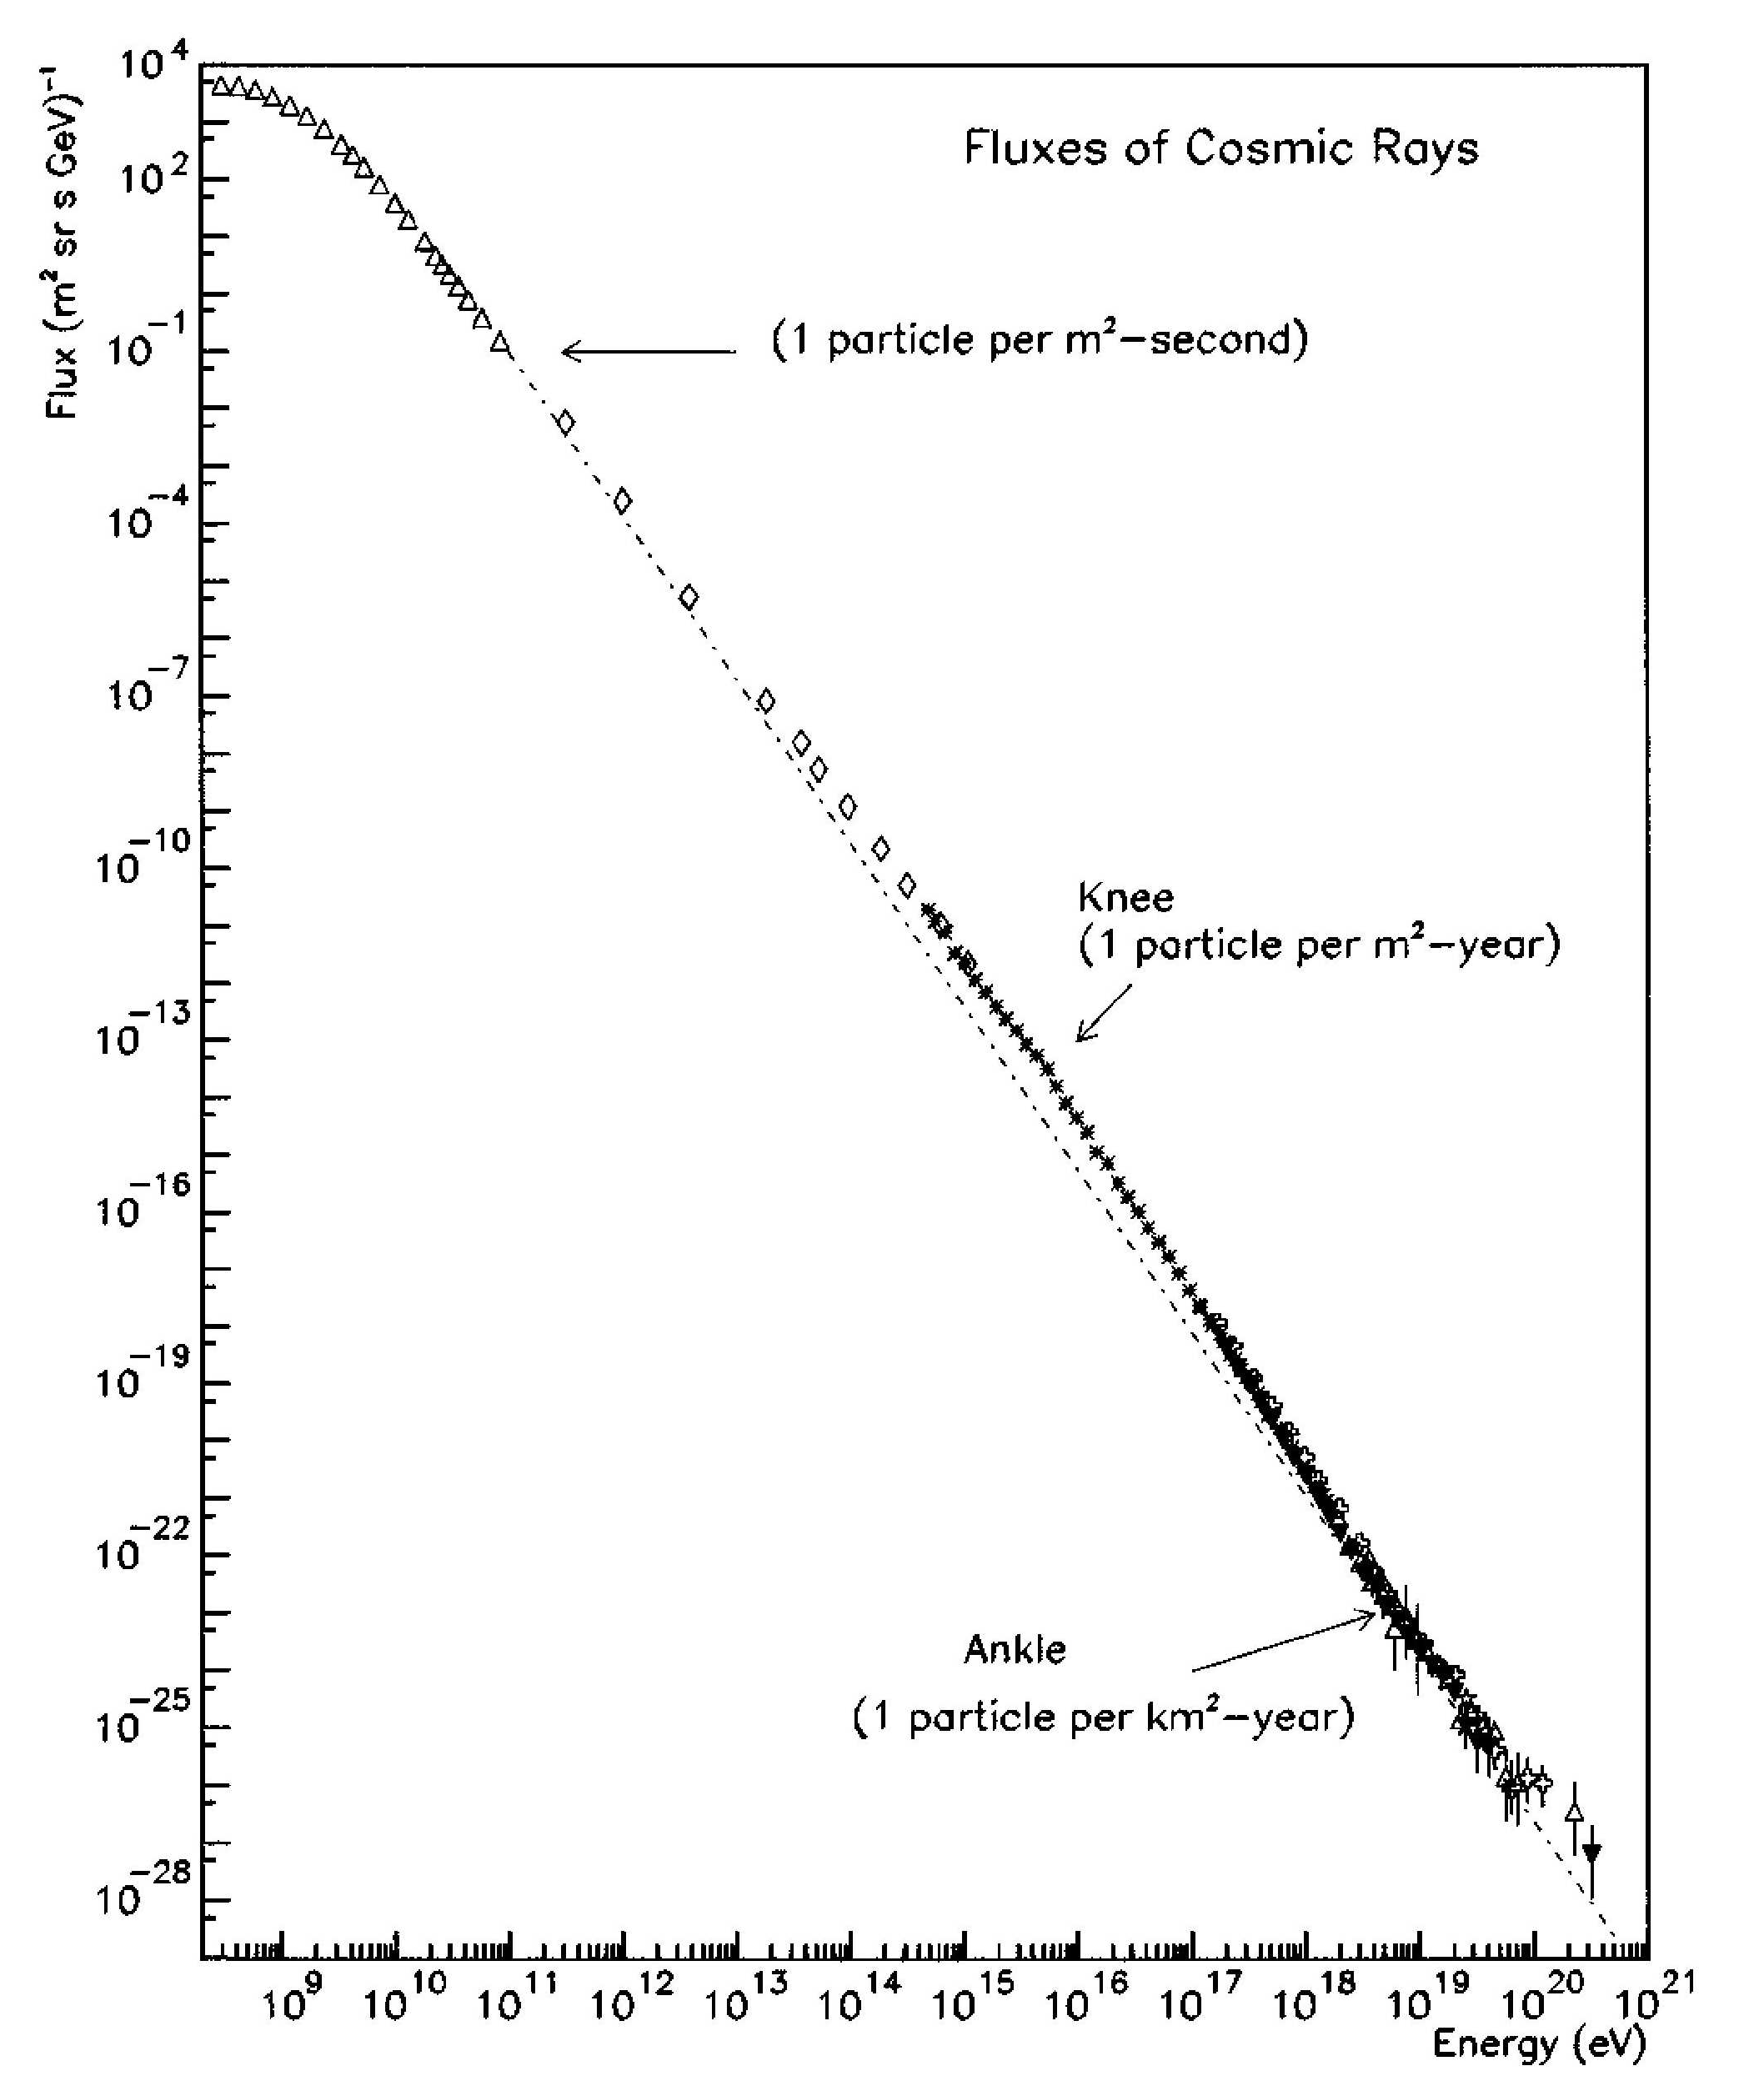 Fluxes of Cosmic Rays
Flux (m² sr s GeV)⁻¹
10⁴
10²
10⁻¹
10⁻⁴
10⁻⁷
10⁻¹⁰
10⁻¹³
10⁻¹⁶
10⁻¹⁹
10⁻²²
10⁻²⁵
10⁻²⁸
(1 particle per m²−second)
Knee
(1 particle per m²−year)
Ankle
(1 particle per km²−year)
10⁹ 10¹⁰ 10¹¹ 10¹² 10¹³ 10¹⁴ 10¹⁵ 10¹⁶ 10¹⁷ 10¹⁸ 10¹⁹ 10²⁰ 10²¹
Energy (eV)